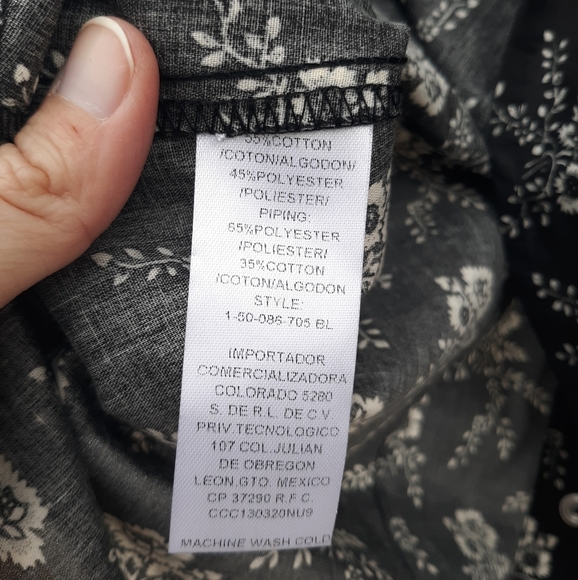 55%COTTON
/COTON/ALGODON/
45%POLYESTER
/POLIESTER/
PIPING:
65%POLYESTER
/POLIESTER/
35%COTTON
/COTON/ALGODON
STYLE:
1-50-086-705 BL
IMPORTADOR
COMERCIALIZADORA
COLORADO 5280
S. DE R.L. DE C.V
PRIV.TECNOLOGICO
107 COL.JULIAN
DE OBREGON
LEON,GTO. MEXICO
CP 37290 R.F.C.
CCC130320NU9
MACHINE WASH COLD